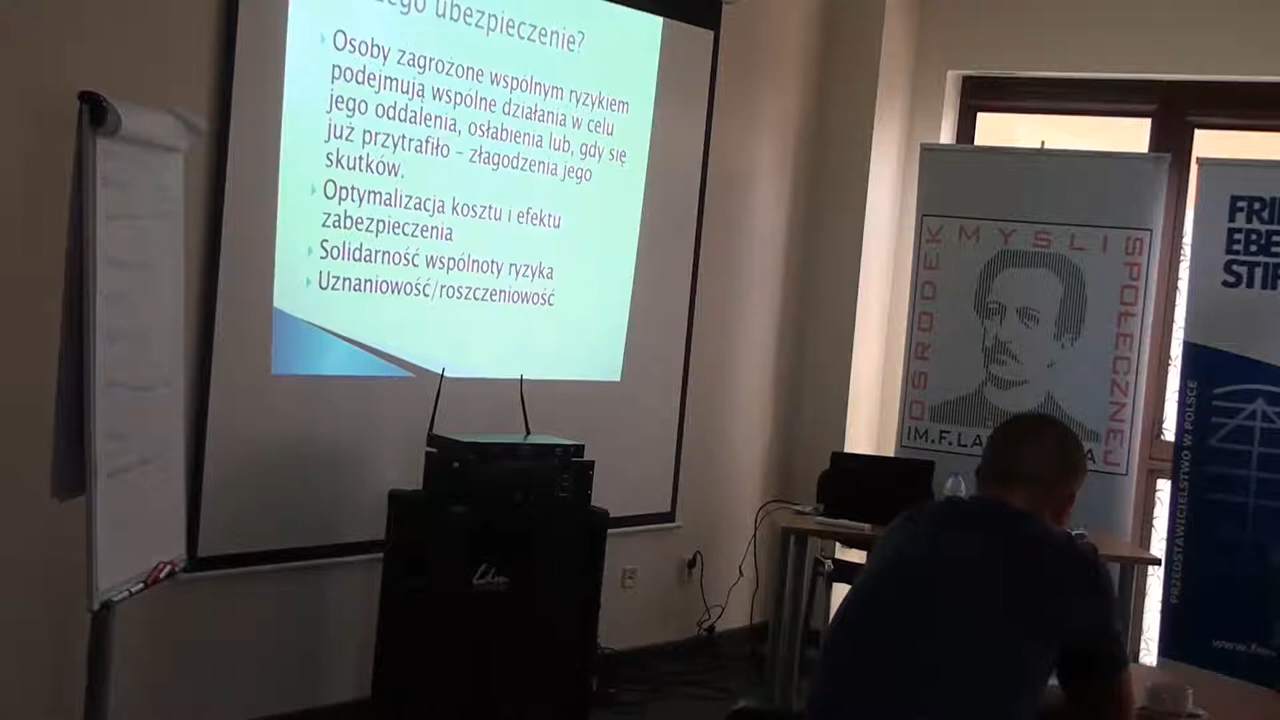 ubezpieczenie?
Osoby zagrożone wspólnym ryzykiem
podejmują wspólne działania w celu
jego oddalenia, osłabienia lub, gdy się
już przytrafiło – złagodzenia jego
skutków.
Optymalizacja kosztu i efektu
zabezpieczenia
Solidarność wspólnoty ryzyka
Uznaniowość/roszczeniowość
OŚRODEK MYŚLI SPOŁECZNEJ
IM.F.LA
A
FRI
EBE
STIF
PRZEDSTAWICIELSTWO W POLSCE
www.fe